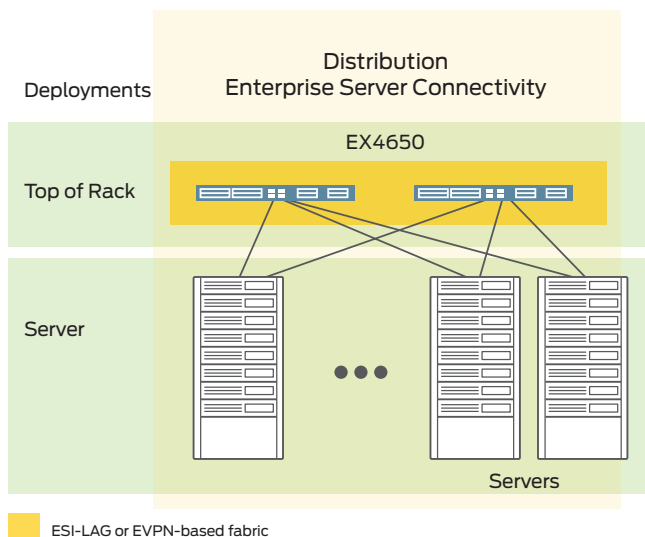 Deployments
Distribution
Enterprise Server Connectivity
EX4650
Top of Rack
Server
Servers
ESI-LAG or EVPN-based fabric